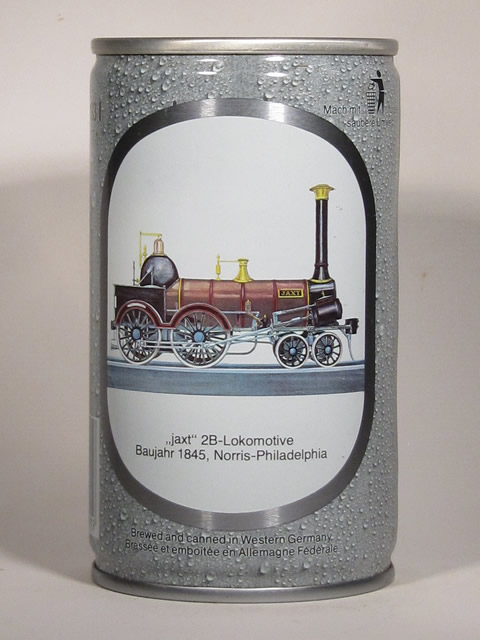 Mach mit
JAXT
„jaxt“ 2B-Lokomotive
Baujahr 1845, Norris-Philadelphia
Brewed and canned in Western Germany
Brassée et emboitée en Allemagne Fédérale